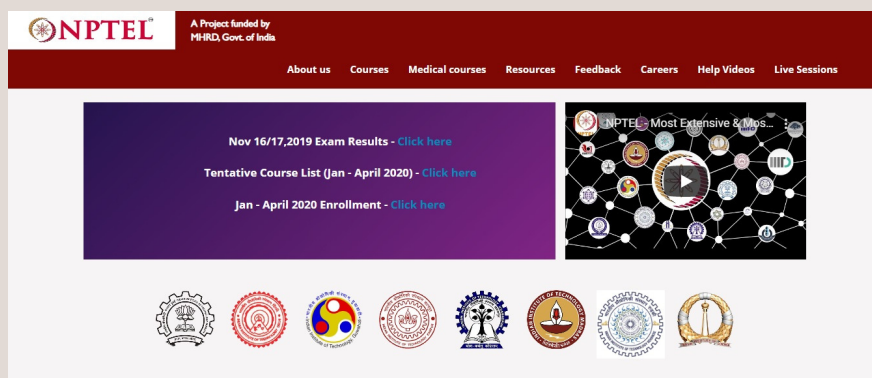 NPTEL
A Project funded by
MHRD, Govt. of India
About us Courses Medical courses Resources Feedback Careers Help Videos Live Sessions
Nov 16/17,2019 Exam Results - Click here
Tentative Course List (Jan - April 2020) - Click here
Jan - April 2020 Enrollment - Click here
NPTEL - Most Extensive & Mos...